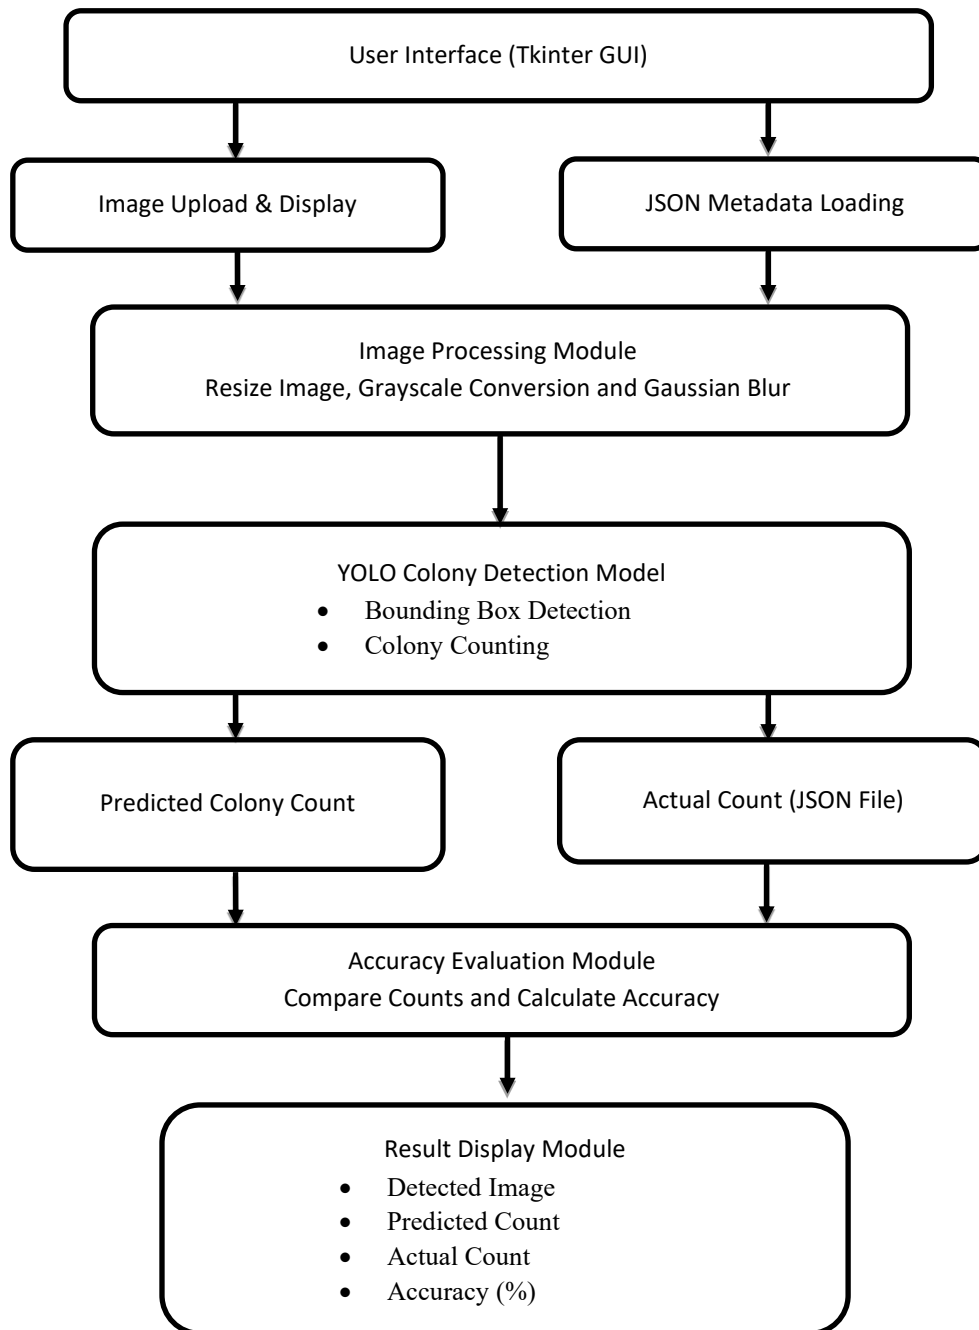 User Interface (Tkinter GUI)
Image Upload & Display
JSON Metadata Loading
Image Processing Module
Resize Image, Grayscale Conversion and Gaussian Blur
YOLO Colony Detection Model
• Bounding Box Detection
• Colony Counting
Predicted Colony Count
Actual Count (JSON File)
Accuracy Evaluation Module
Compare Counts and Calculate Accuracy
Result Display Module
• Detected Image
• Predicted Count
• Actual Count
• Accuracy (%)